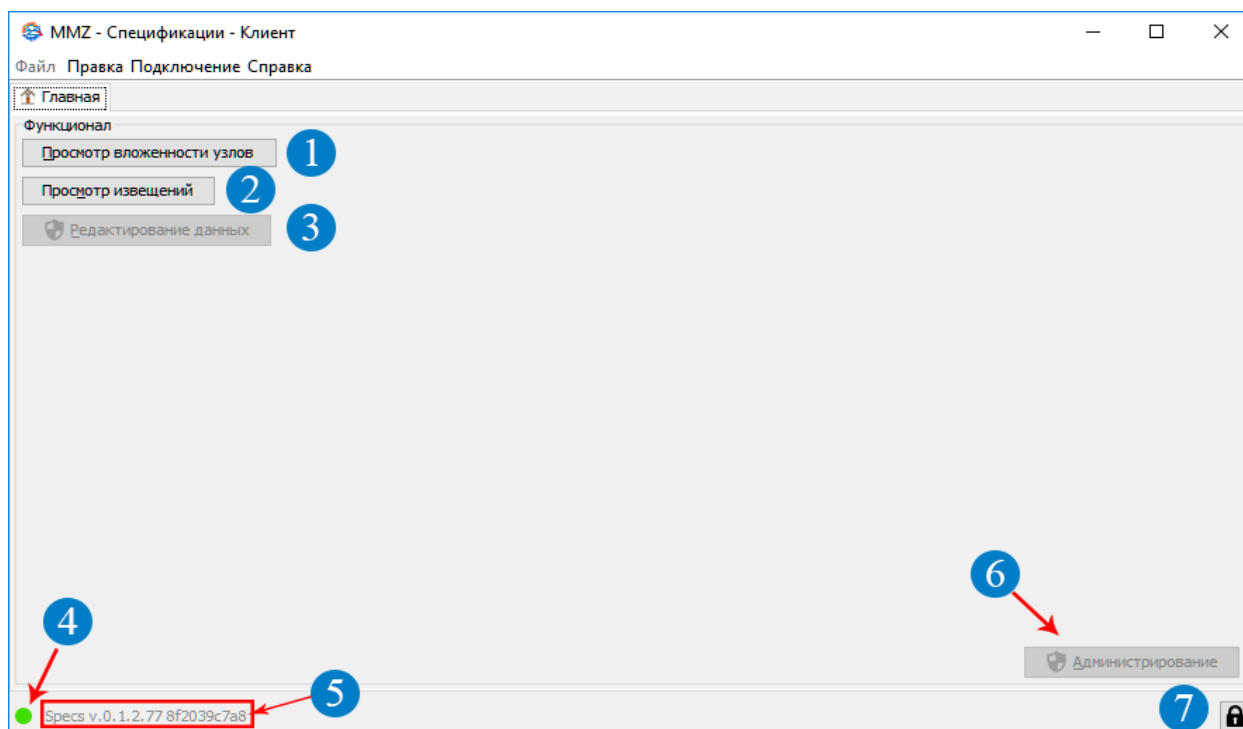 MMZ - Спецификации - Клиент
Файл Правка Подключение Справка
Главная
Функционал
Просмотр вложенности узлов 1
Просмотр извещений 2
Редактирование данных 3
6
4
Администрирование
5
Specs v.0.1.2.77 8f2039c7a8
7